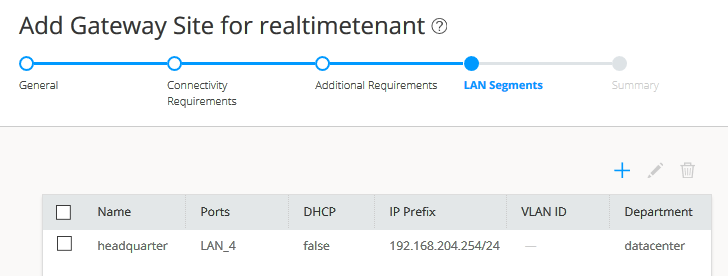 Add Gateway Site for realtimetenant ?
General Connectivity Requirements Additional Requirements LAN Segments Summary
Name Ports DHCP IP Prefix VLAN ID Department
headquarter LAN_4 false 192.168.204.254/24 — datacenter